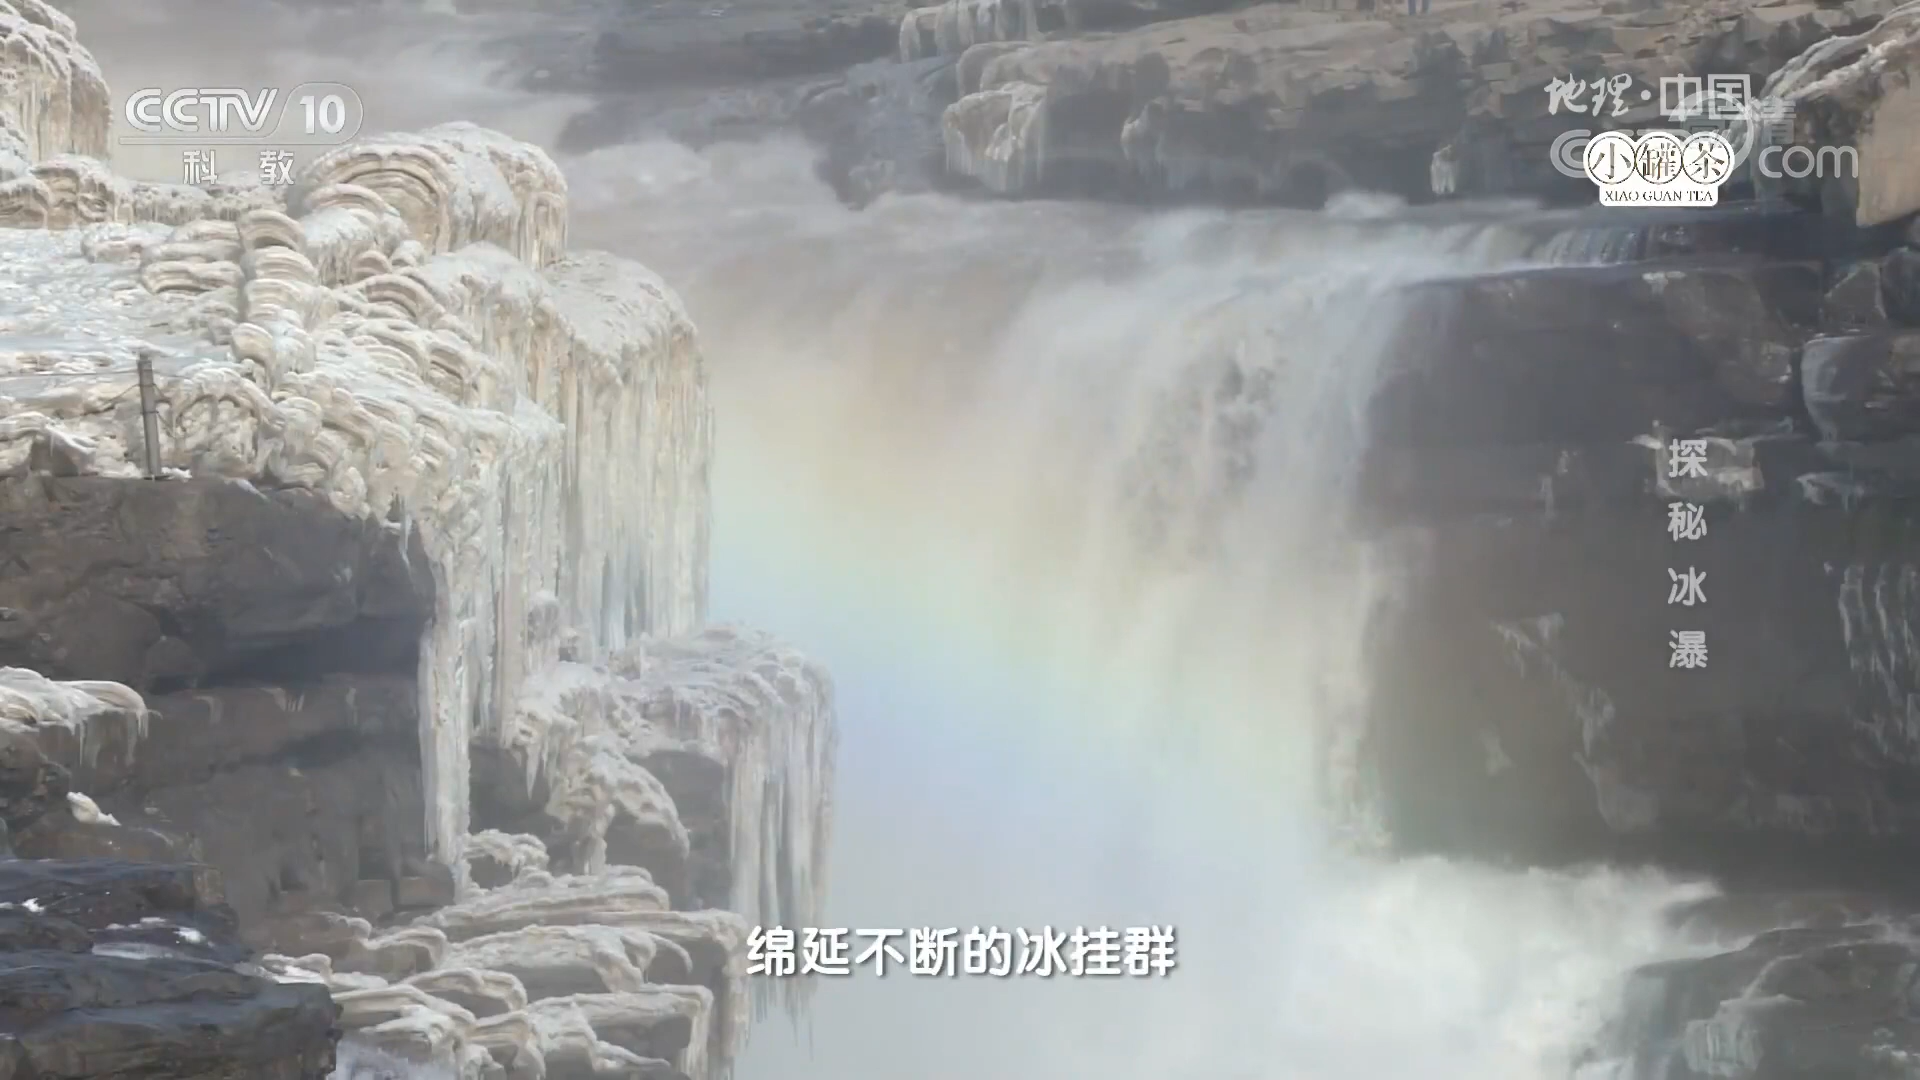 CCTV 10
科 教
地理·中国
小罐茶
XIAO GUAN TEA
com
探秘冰瀑
绵延不断的冰挂群